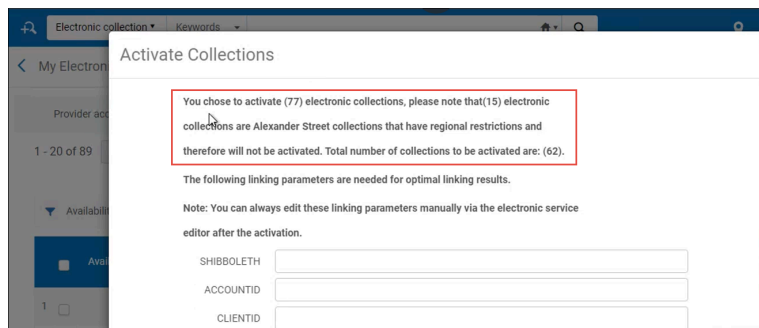 Electronic collection Keywords
Activate Collections
My Electron
You chose to activate (77) electronic collections, please note that(15) electronic
collections are Alexander Street collections that have regional restrictions and
therefore will not be activated. Total number of collections to be activated are: (62).
Provider acc
1 - 20 of 89
The following linking parameters are needed for optimal linking results.
Note: You can always edit these linking parameters manually via the electronic service
editor after the activation.
Availabilit
SHIBBOLETH
Avai
ACCOUNTID
1
CLIENTID